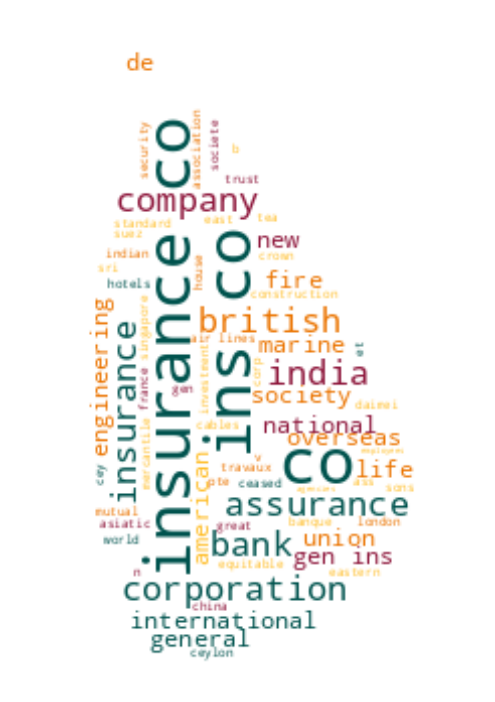 de
insurance co
security
association
societe
b
trust
company
standard
east
tea
suez
ins co
new
indian
crown
sri
house
hotels
fire
construction
engineering
insurance
singapore
british
air lines
marine
et
investment
corp
india
france
gen
society
daimei
mercantile
cables
national
overseas
employers
american
v
co
life
travaux
cey
pte
ceased
ass
agencies
sons
assurance
mutual
asiatic
great
banque
london
world
bank
union
gen ins
equitable
eastern
n
corporation
china
international
general
ceylon